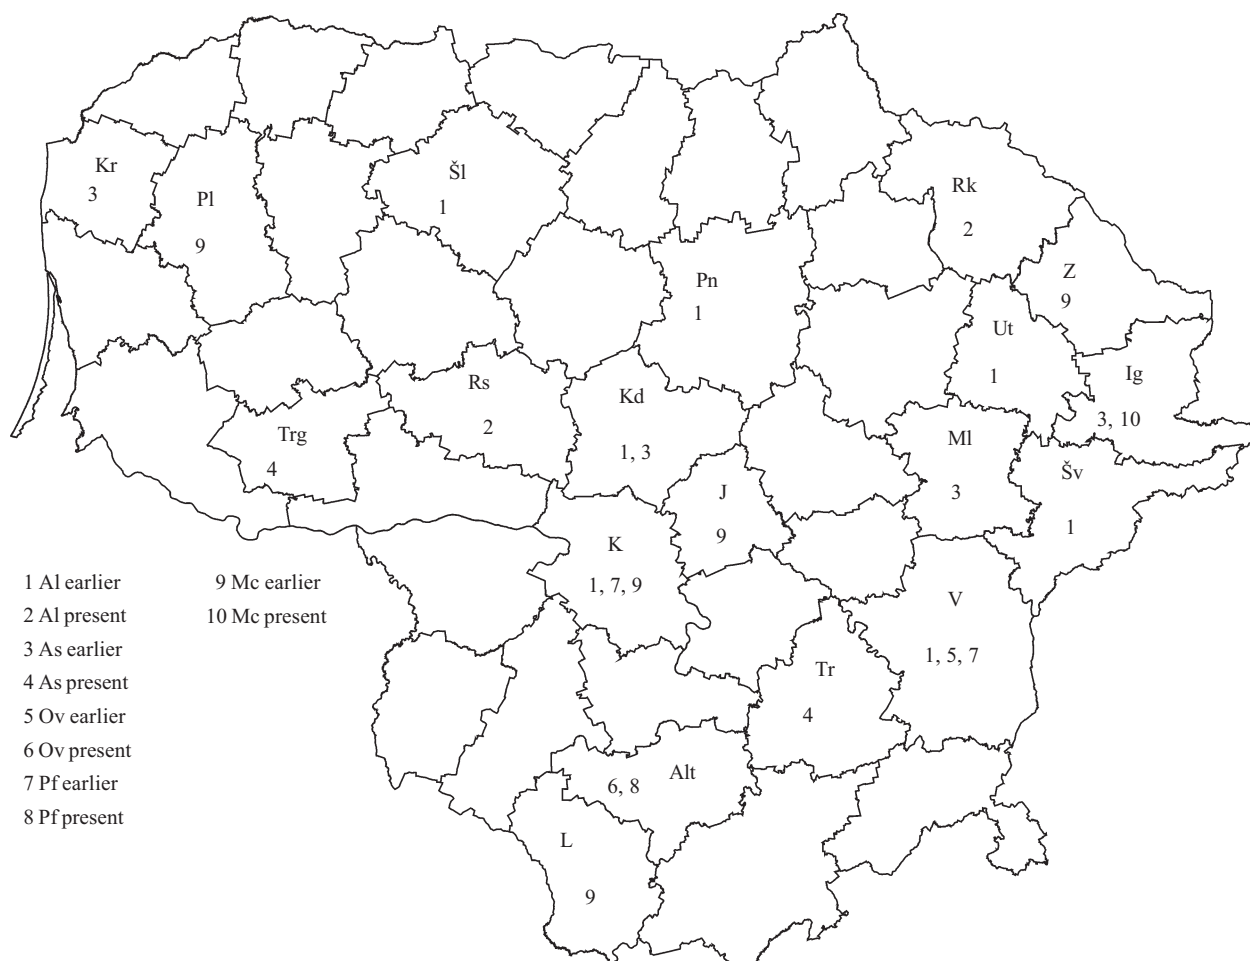 Kr
3
Pl
9
Šl
1
Rk
2
Z
9
Pn
1
Ut
1
Ig
3, 10
Rs
2
Kd
1, 3
Trg
4
Ml
3
Šv
1
J
9
K
1, 7, 9
V
1, 5, 7
Tr
4
Alt
6, 8
L
9
1 Al earlier
2 Al present
3 As earlier
4 As present
5 Ov earlier
6 Ov present
7 Pf earlier
8 Pf present
9 Mc earlier
10 Mc present